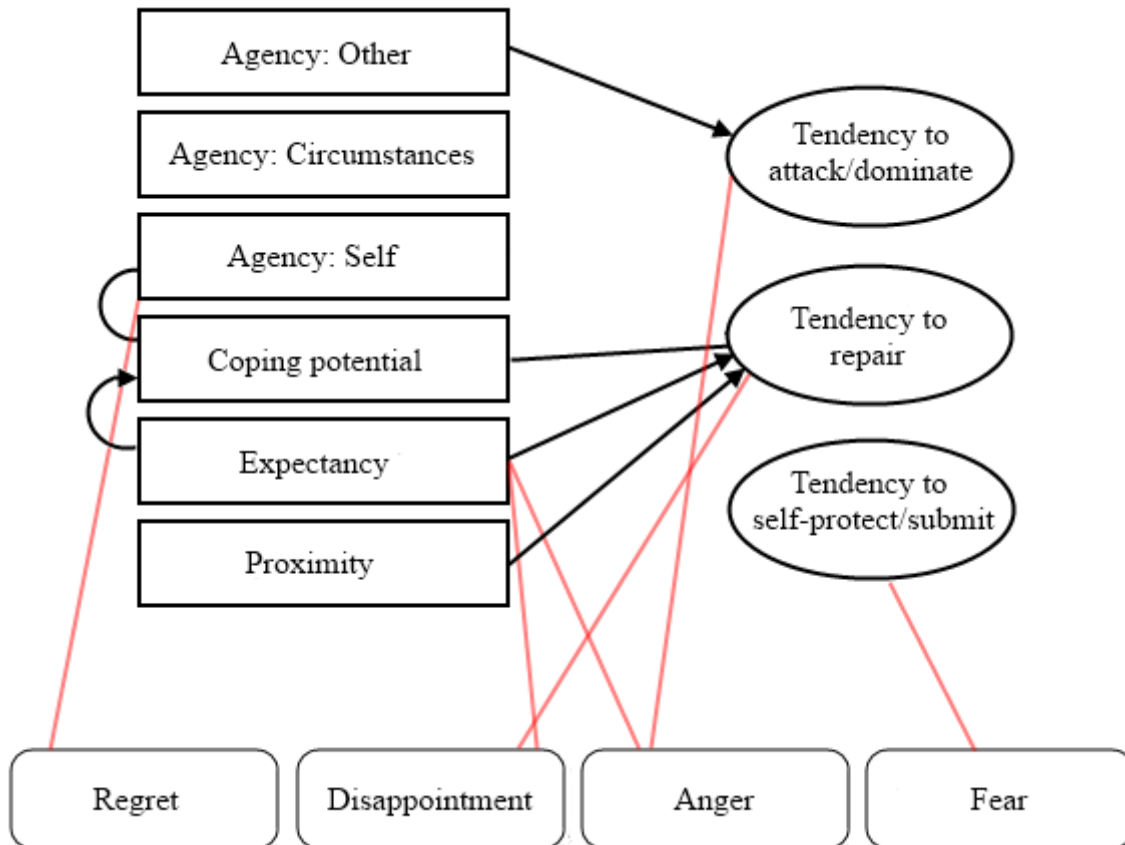 Agency: Other
Agency: Circumstances
Agency: Self
Coping potential
Expectancy
Proximity
Tendency to
attack/dominate
Tendency to
repair
Tendency to
self-protect/submit
Regret
Disappointment
Anger
Fear